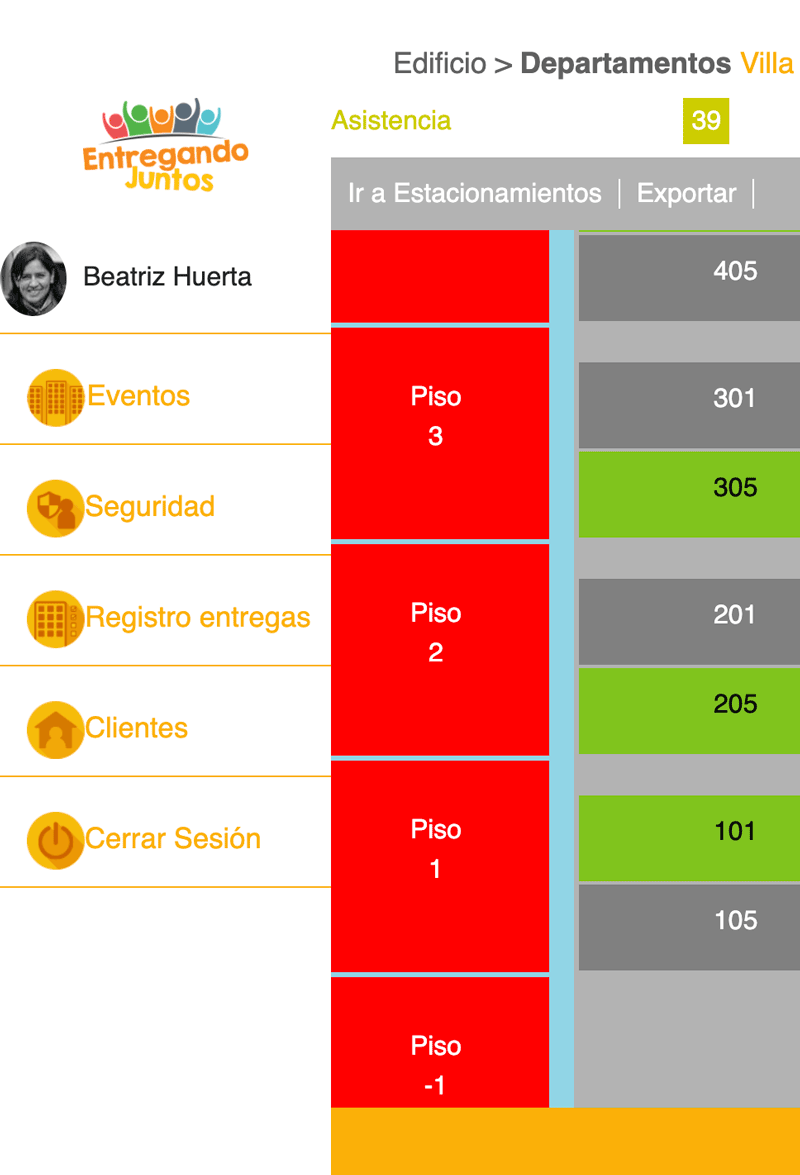 Edificio > Departamentos Villa
Entregando
Juntos
Asistencia 39
Ir a Estacionamientos | Exportar |
Beatriz Huerta
Eventos
Seguridad
Registro entregas
Clientes
Cerrar Sesión
405
Piso
3
301
305
Piso
2
201
205
Piso
1
101
105
Piso
-1